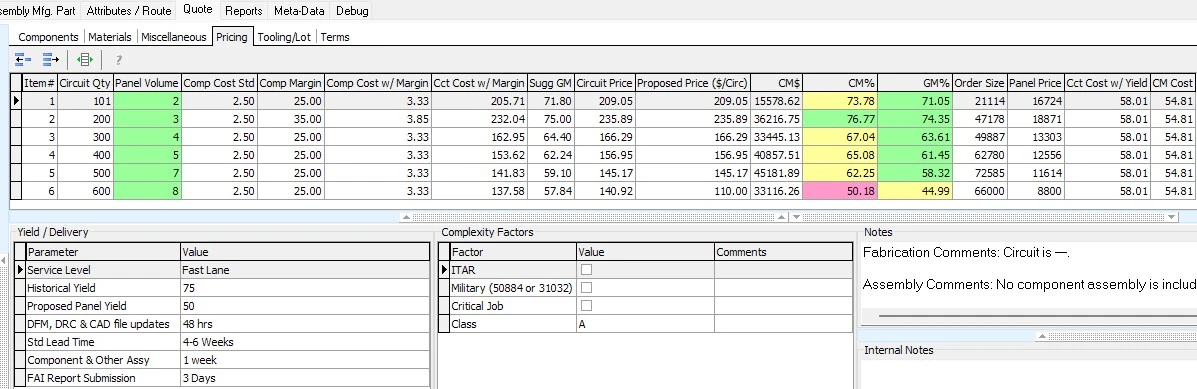 sembly Mfg. Part Attributes / Route Quote Reports Meta-Data Debug
Components Materials Miscellaneous Pricing Tooling/Lot Terms
?
Item# Circuit Qty Panel Volume Comp Cost Std Comp Margin Comp Cost w/ Margin Cct Cost w/ Margin Sugg GM Circuit Price Proposed Price ($/Circ) CM$ CM% GM% Order Size Panel Price Cct Cost w/ Yield CM Cost
1 101 2 2.50 25.00 3.33 205.71 71.80 209.05 209.05 15578.62 73.78 71.05 21114 16724 58.01 54.81
2 200 3 2.50 35.00 3.85 232.04 75.00 235.89 235.89 36216.75 76.77 74.35 47178 18871 58.01 54.81
3 300 4 2.50 25.00 3.33 162.95 64.40 166.29 166.29 33445.13 67.04 63.61 49887 13303 58.01 54.81
4 400 5 2.50 25.00 3.33 153.62 62.24 156.95 156.95 40857.51 65.08 61.45 62780 12556 58.01 54.81
5 500 7 2.50 25.00 3.33 141.83 59.10 145.17 145.17 45181.89 62.25 58.32 72585 11614 58.01 54.81
6 600 8 2.50 25.00 3.33 137.58 57.84 140.92 110.00 33116.26 50.18 44.99 66000 8800 58.01 54.81
Yield / Delivery
Parameter Value
Service Level Fast Lane
Historical Yield 75
Proposed Panel Yield 50
DFM, DRC & CAD file updates 48 hrs
Std Lead Time 4-6 Weeks
Component & Other Assy 1 week
FAI Report Submission 3 Days
Complexity Factors
Factor Value Comments
ITAR
Military (50884 or 31032)
Critical Job
Class A
Notes
Fabrication Comments: Circuit is —.
Assembly Comments: No component assembly is includ
Internal Notes